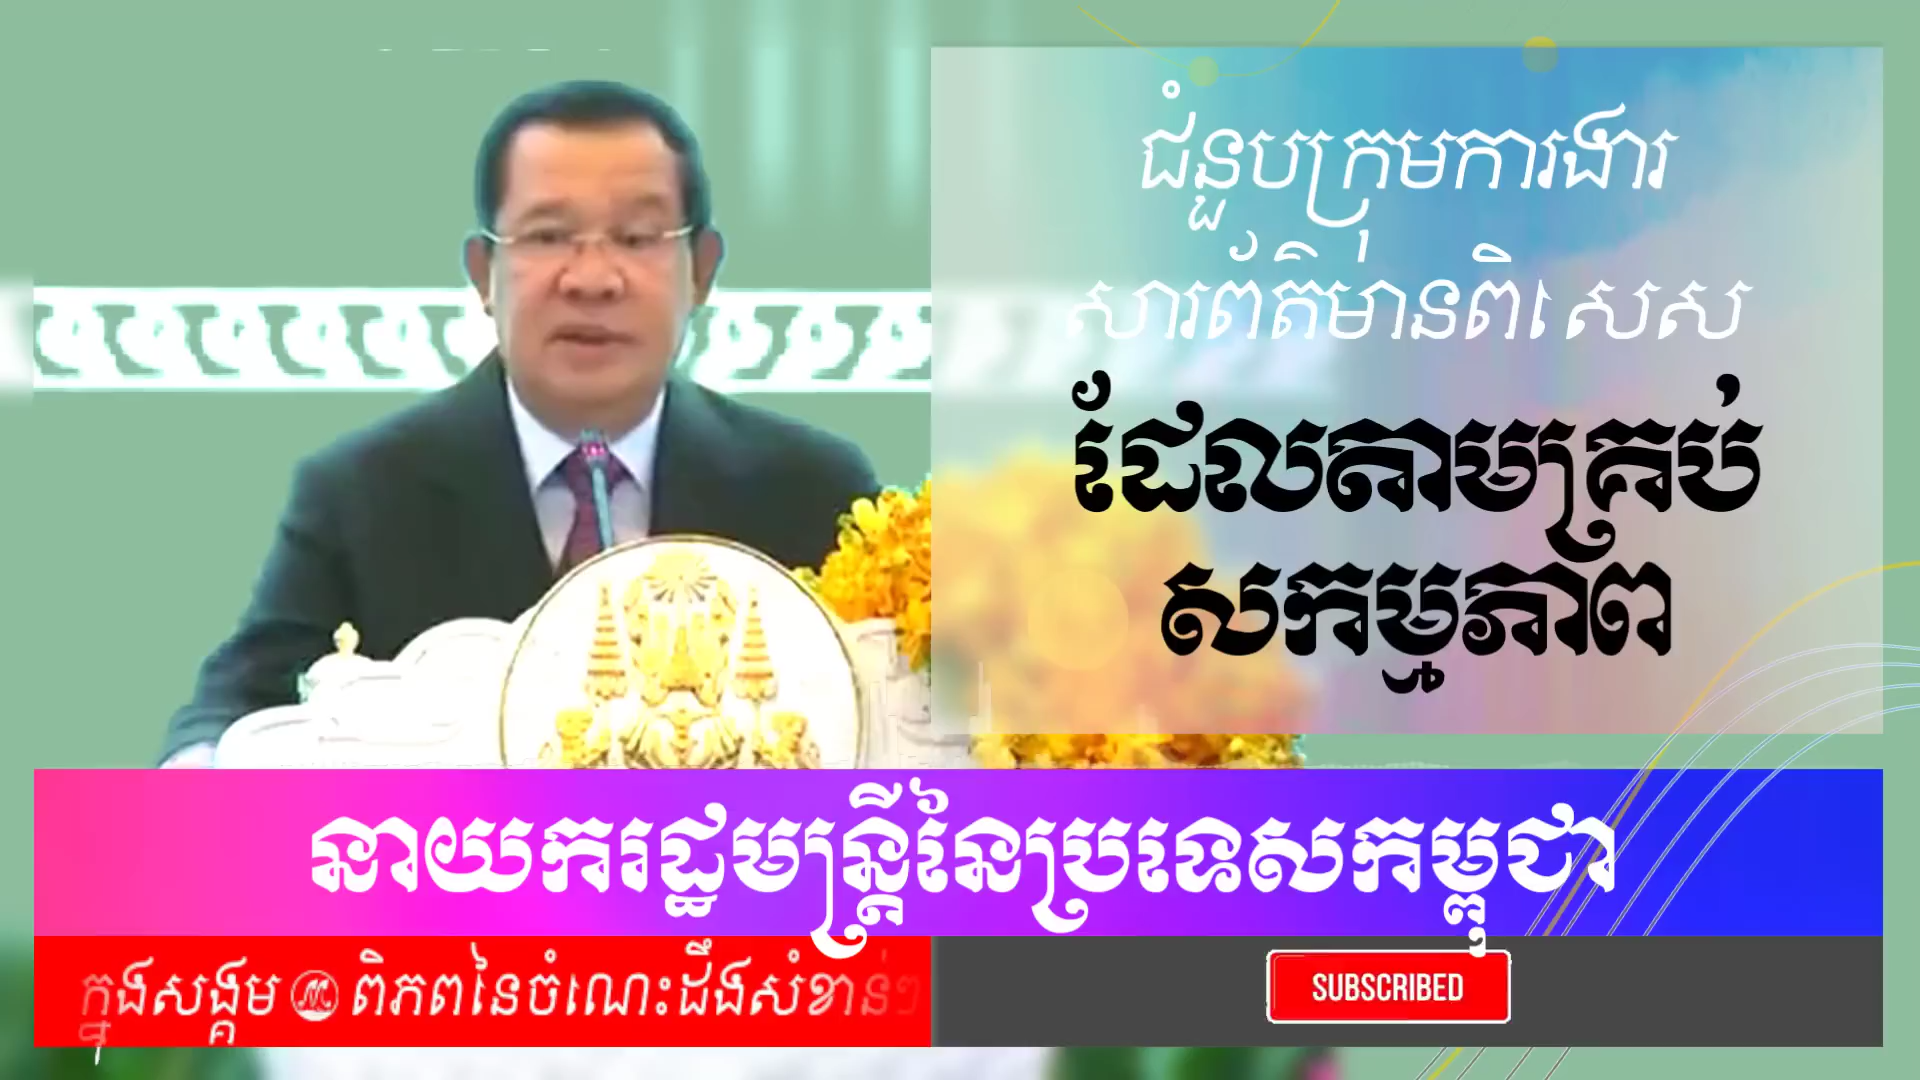 ជំនួបក្រុមការងារ
សារព័ត៌មានពិសេស
ដែលតាមគ្រប់
សកម្មភាព
នាយករដ្ឋមន្ត្រីនៃប្រទេសកម្ពុជា
ក្នុងសង្គម ពិភពនៃចំណេះដឹងសំខាន់ៗ
SUBSCRIBED